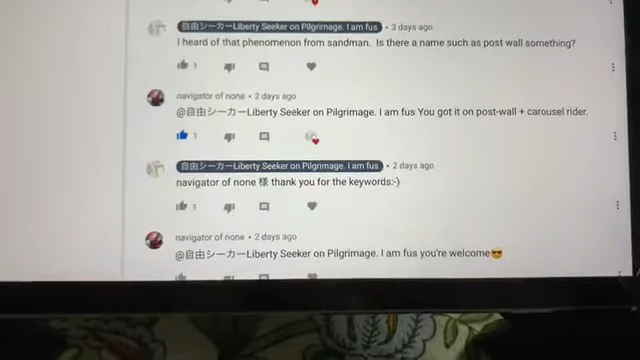 自由シーカーLiberty Seeker on Pilgrimage. I am fus • 3 days ago
I heard of that phenomenon from sandman. Is there a name such as post wall something?
1
navigator of none • 2 days ago
@自由シーカーLiberty Seeker on Pilgrimage. I am fus You got it on post-wall + carousel rider.
1
自由シーカーLiberty Seeker on Pilgrimage. I am fus • 2 days ago
navigator of none 様 thank you for the keywords:-)
1
navigator of none • 2 days ago
@自由シーカーLiberty Seeker on Pilgrimage. I am fus you're welcome😎